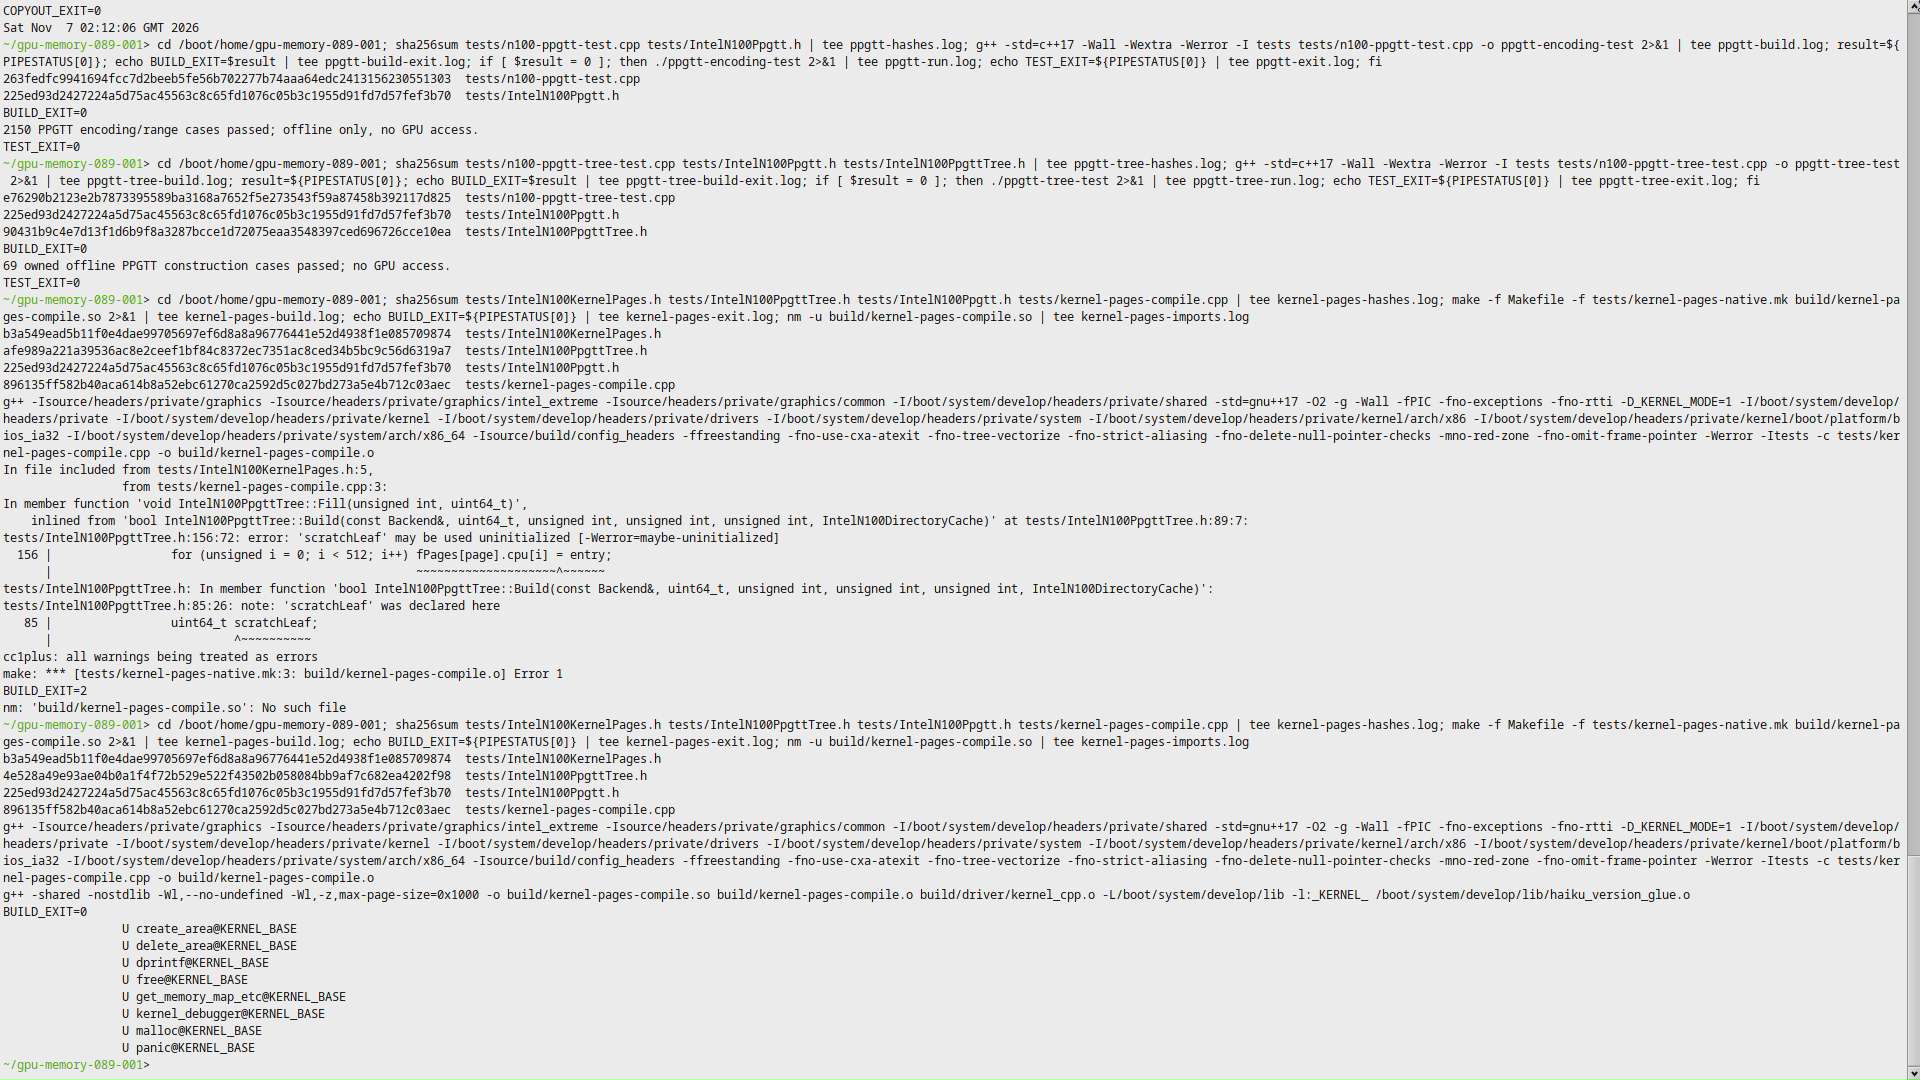 COPYOUT_EXIT=0
Sat Nov  7 02:12:06 GMT 2026
~/gpu-memory-089-001> cd /boot/home/gpu-memory-089-001; sha256sum tests/n100-ppgtt-test.cpp tests/IntelN100Ppgtt.h | tee ppgtt-hashes.log; g++ -std=c++17 -Wall -Wextra -Werror -I tests tests/n100-ppgtt-test.cpp -o ppgtt-encoding-test 2>&1 | tee ppgtt-build.log; result=${
PIPESTATUS[0]}; echo BUILD_EXIT=$result | tee ppgtt-build-exit.log; if [ $result = 0 ]; then ./ppgtt-encoding-test 2>&1 | tee ppgtt-run.log; echo TEST_EXIT=${PIPESTATUS[0]} | tee ppgtt-exit.log; fi
263fedfc9941694fcc7d2beeb5fe56b702277b74aaa64edc2413156230551303  tests/n100-ppgtt-test.cpp
225ed93d2427224a5d75ac45563c8c65fd1076c05b3c1955d91fd7d57fef3b70  tests/IntelN100Ppgtt.h
BUILD_EXIT=0
2150 PPGTT encoding/range cases passed; offline only, no GPU access.
TEST_EXIT=0
~/gpu-memory-089-001> cd /boot/home/gpu-memory-089-001; sha256sum tests/n100-ppgtt-tree-test.cpp tests/IntelN100Ppgtt.h tests/IntelN100PpgttTree.h | tee ppgtt-tree-hashes.log; g++ -std=c++17 -Wall -Wextra -Werror -I tests tests/n100-ppgtt-tree-test.cpp -o ppgtt-tree-test
 2>&1 | tee ppgtt-tree-build.log; result=${PIPESTATUS[0]}; echo BUILD_EXIT=$result | tee ppgtt-tree-build-exit.log; if [ $result = 0 ]; then ./ppgtt-tree-test 2>&1 | tee ppgtt-tree-run.log; echo TEST_EXIT=${PIPESTATUS[0]} | tee ppgtt-tree-exit.log; fi
e76290b2123e2b7873395589ba3168a7652f5e273543f59a87458b392117d825  tests/n100-ppgtt-tree-test.cpp
225ed93d2427224a5d75ac45563c8c65fd1076c05b3c1955d91fd7d57fef3b70  tests/IntelN100Ppgtt.h
90431b9c4e7d13f1d6b9f8a3287bcce1d72075eaa3548397ced696726cce10ea  tests/IntelN100PpgttTree.h
BUILD_EXIT=0
69 owned offline PPGTT construction cases passed; no GPU access.
TEST_EXIT=0
~/gpu-memory-089-001> cd /boot/home/gpu-memory-089-001; sha256sum tests/IntelN100KernelPages.h tests/IntelN100PpgttTree.h tests/IntelN100Ppgtt.h tests/kernel-pages-compile.cpp | tee kernel-pages-hashes.log; make -f Makefile -f tests/kernel-pages-native.mk build/kernel-pa
ges-compile.so 2>&1 | tee kernel-pages-build.log; echo BUILD_EXIT=${PIPESTATUS[0]} | tee kernel-pages-exit.log; nm -u build/kernel-pages-compile.so | tee kernel-pages-imports.log
b3a549ead5b11f0e4dae99705697ef6d8a8a96776441e52d4938f1e085709874  tests/IntelN100KernelPages.h
afe989a221a39536ac8e2ceef1bf84c8372ec7351ac8ced34b5bc9c56d6319a7  tests/IntelN100PpgttTree.h
225ed93d2427224a5d75ac45563c8c65fd1076c05b3c1955d91fd7d57fef3b70  tests/IntelN100Ppgtt.h
896135ff582b40aca614b8a52ebc61270ca2592d5c027bd273a5e4b712c03aec  tests/kernel-pages-compile.cpp
g++ -Isource/headers/private/graphics -Isource/headers/private/graphics/intel_extreme -Isource/headers/private/graphics/common -I/boot/system/develop/headers/private/shared -std=gnu++17 -O2 -g -Wall -fPIC -fno-exceptions -fno-rtti -D_KERNEL_MODE=1 -I/boot/system/develop/
headers/private -I/boot/system/develop/headers/private/kernel -I/boot/system/develop/headers/private/drivers -I/boot/system/develop/headers/private/system -I/boot/system/develop/headers/private/kernel/arch/x86 -I/boot/system/develop/headers/private/kernel/boot/platform/b
ios_ia32 -I/boot/system/develop/headers/private/system/arch/x86_64 -Isource/build/config_headers -ffreestanding -fno-use-cxa-atexit -fno-tree-vectorize -fno-strict-aliasing -fno-delete-null-pointer-checks -mno-red-zone -fno-omit-frame-pointer -Werror -Itests -c tests/ker
nel-pages-compile.cpp -o build/kernel-pages-compile.o
In file included from tests/IntelN100KernelPages.h:5,
                 from tests/kernel-pages-compile.cpp:3:
In member function 'void IntelN100PpgttTree::Fill(unsigned int, uint64_t)',
    inlined from 'bool IntelN100PpgttTree::Build(const Backend&, uint64_t, unsigned int, unsigned int, unsigned int, IntelN100DirectoryCache)' at tests/IntelN100PpgttTree.h:89:7:
tests/IntelN100PpgttTree.h:156:72: error: 'scratchLeaf' may be used uninitialized [-Werror=maybe-uninitialized]
  156 |                 for (unsigned i = 0; i < 512; i++) fPages[page].cpu[i] = entry;
      |                                                    ~~~~~~~~~~~~~~~~~~~~^~~~~~~
tests/IntelN100PpgttTree.h: In member function 'bool IntelN100PpgttTree::Build(const Backend&, uint64_t, unsigned int, unsigned int, unsigned int, IntelN100DirectoryCache)':
tests/IntelN100PpgttTree.h:85:26: note: 'scratchLeaf' was declared here
   85 |                 uint64_t scratchLeaf;
      |                          ^~~~~~~~~~~
cc1plus: all warnings being treated as errors
make: *** [tests/kernel-pages-native.mk:3: build/kernel-pages-compile.o] Error 1
BUILD_EXIT=2
nm: 'build/kernel-pages-compile.so': No such file
~/gpu-memory-089-001> cd /boot/home/gpu-memory-089-001; sha256sum tests/IntelN100KernelPages.h tests/IntelN100PpgttTree.h tests/IntelN100Ppgtt.h tests/kernel-pages-compile.cpp | tee kernel-pages-hashes.log; make -f Makefile -f tests/kernel-pages-native.mk build/kernel-pa
ges-compile.so 2>&1 | tee kernel-pages-build.log; echo BUILD_EXIT=${PIPESTATUS[0]} | tee kernel-pages-exit.log; nm -u build/kernel-pages-compile.so | tee kernel-pages-imports.log
b3a549ead5b11f0e4dae99705697ef6d8a8a96776441e52d4938f1e085709874  tests/IntelN100KernelPages.h
4e528a49e93ae04b0a1f4f72b529e522f43502b058084bb9af7c682ea4202f98  tests/IntelN100PpgttTree.h
225ed93d2427224a5d75ac45563c8c65fd1076c05b3c1955d91fd7d57fef3b70  tests/IntelN100Ppgtt.h
896135ff582b40aca614b8a52ebc61270ca2592d5c027bd273a5e4b712c03aec  tests/kernel-pages-compile.cpp
g++ -Isource/headers/private/graphics -Isource/headers/private/graphics/intel_extreme -Isource/headers/private/graphics/common -I/boot/system/develop/headers/private/shared -std=gnu++17 -O2 -g -Wall -fPIC -fno-exceptions -fno-rtti -D_KERNEL_MODE=1 -I/boot/system/develop/
headers/private -I/boot/system/develop/headers/private/kernel -I/boot/system/develop/headers/private/drivers -I/boot/system/develop/headers/private/system -I/boot/system/develop/headers/private/kernel/arch/x86 -I/boot/system/develop/headers/private/kernel/boot/platform/b
ios_ia32 -I/boot/system/develop/headers/private/system/arch/x86_64 -Isource/build/config_headers -ffreestanding -fno-use-cxa-atexit -fno-tree-vectorize -fno-strict-aliasing -fno-delete-null-pointer-checks -mno-red-zone -fno-omit-frame-pointer -Werror -Itests -c tests/ker
nel-pages-compile.cpp -o build/kernel-pages-compile.o
g++ -shared -nostdlib -Wl,--no-undefined -Wl,-z,max-page-size=0x1000 -o build/kernel-pages-compile.so build/kernel-pages-compile.o build/driver/kernel_cpp.o -L/boot/system/develop/lib -l:_KERNEL_ /boot/system/develop/lib/haiku_version_glue.o
BUILD_EXIT=0
                 U create_area@KERNEL_BASE
                 U delete_area@KERNEL_BASE
                 U dprintf@KERNEL_BASE
                 U free@KERNEL_BASE
                 U get_memory_map_etc@KERNEL_BASE
                 U kernel_debugger@KERNEL_BASE
                 U malloc@KERNEL_BASE
                 U panic@KERNEL_BASE
~/gpu-memory-089-001>